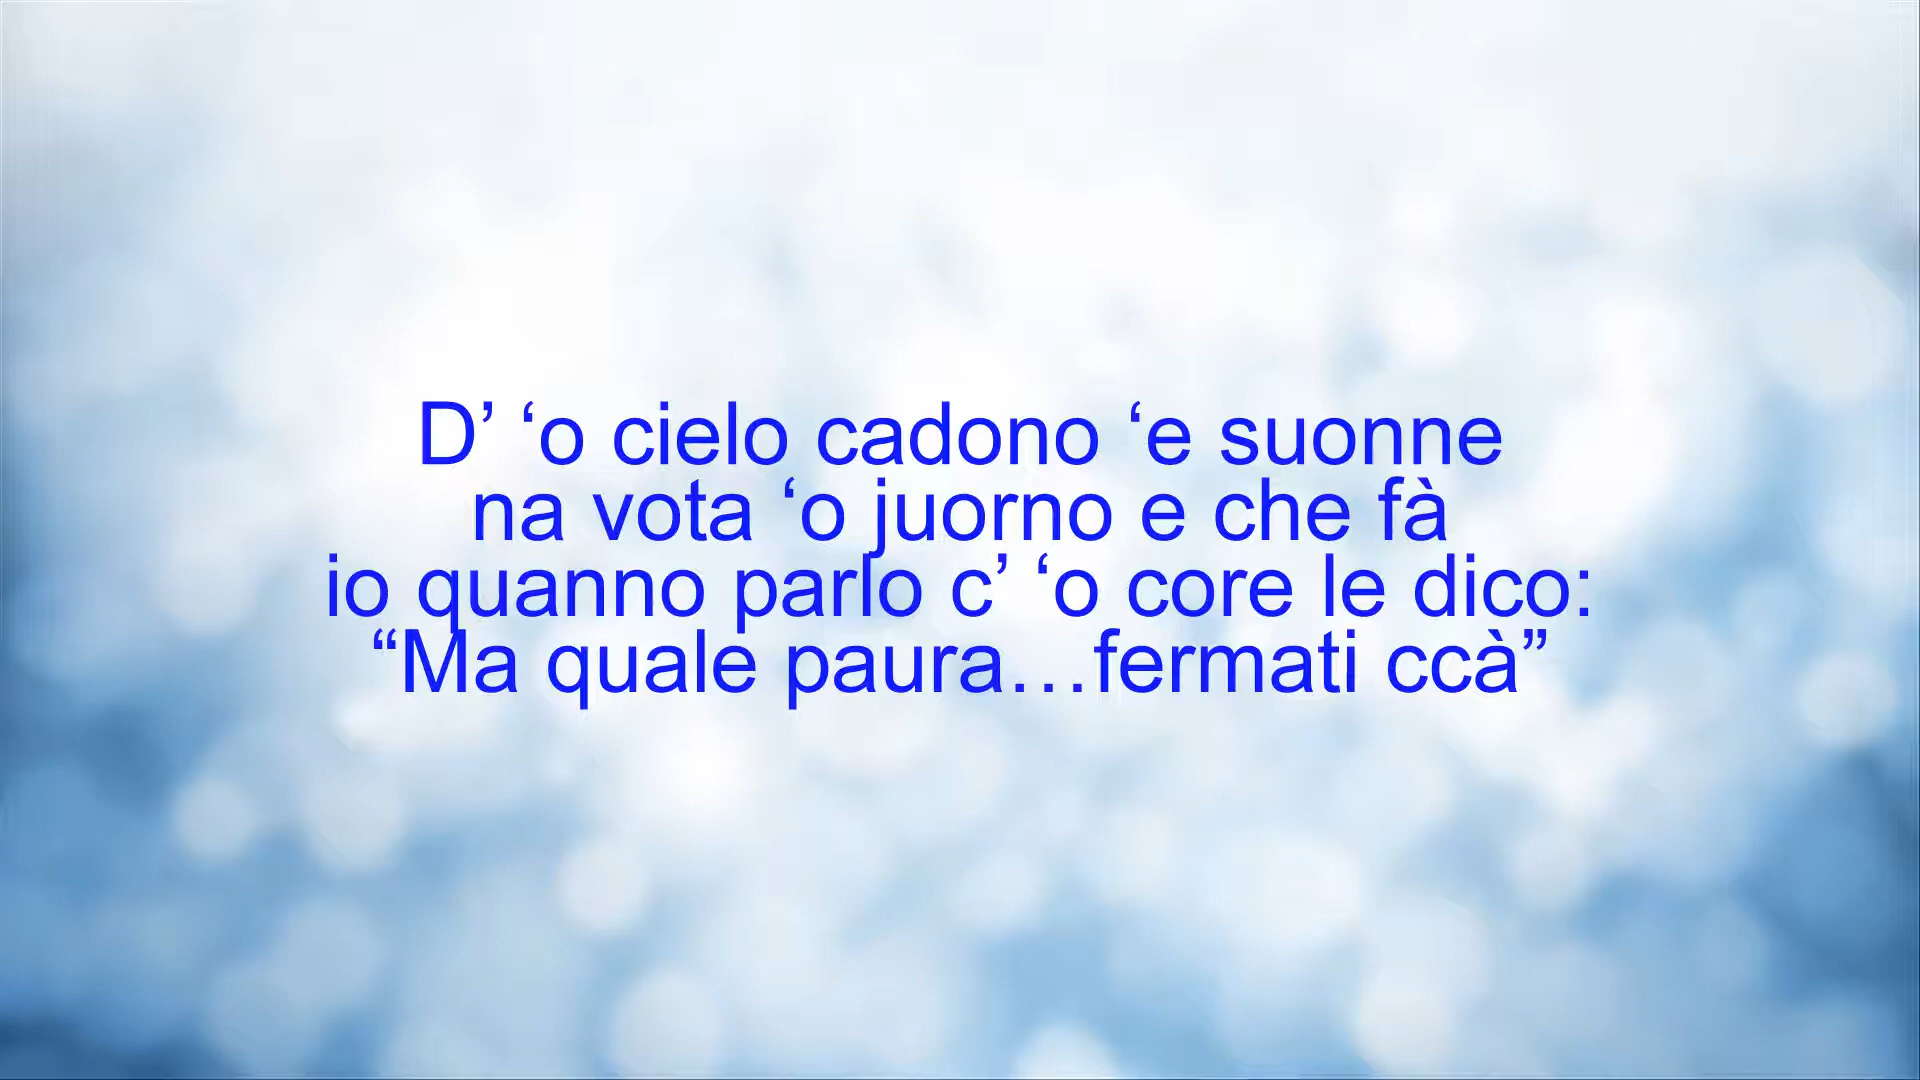 D’ ‘o cielo cadono ‘e suonne
na vota ‘o juorno e che fà
io quanno parlo c’ ‘o core le dico:
“Ma quale paura…fermati ccà”